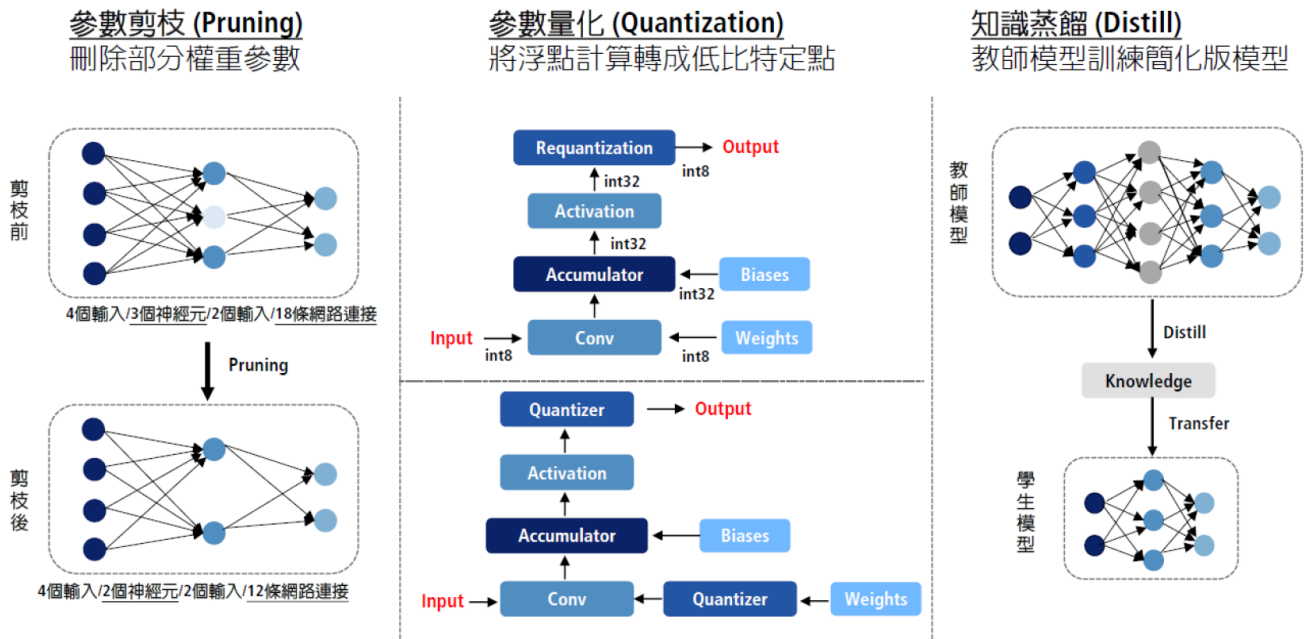 參數剪枝 (Pruning)
刪除部分權重參數
剪枝前
4個輸入/3個神經元/2個輸入/18條網路連接
Pruning
剪枝後
4個輸入/2個神經元/2個輸入/12條網路連接
參數量化 (Quantization)
將浮點計算轉成低比特定點
Requantization
Output
int8
int32
Activation
int32
Accumulator
Biases
int32
Input
Conv
Weights
int8
int8
Quantizer
Output
Activation
Accumulator
Biases
Input
Conv
Quantizer
Weights
知識蒸餾 (Distill)
教師模型訓練簡化版模型
教師模型
Distill
Knowledge
Transfer
學生模型